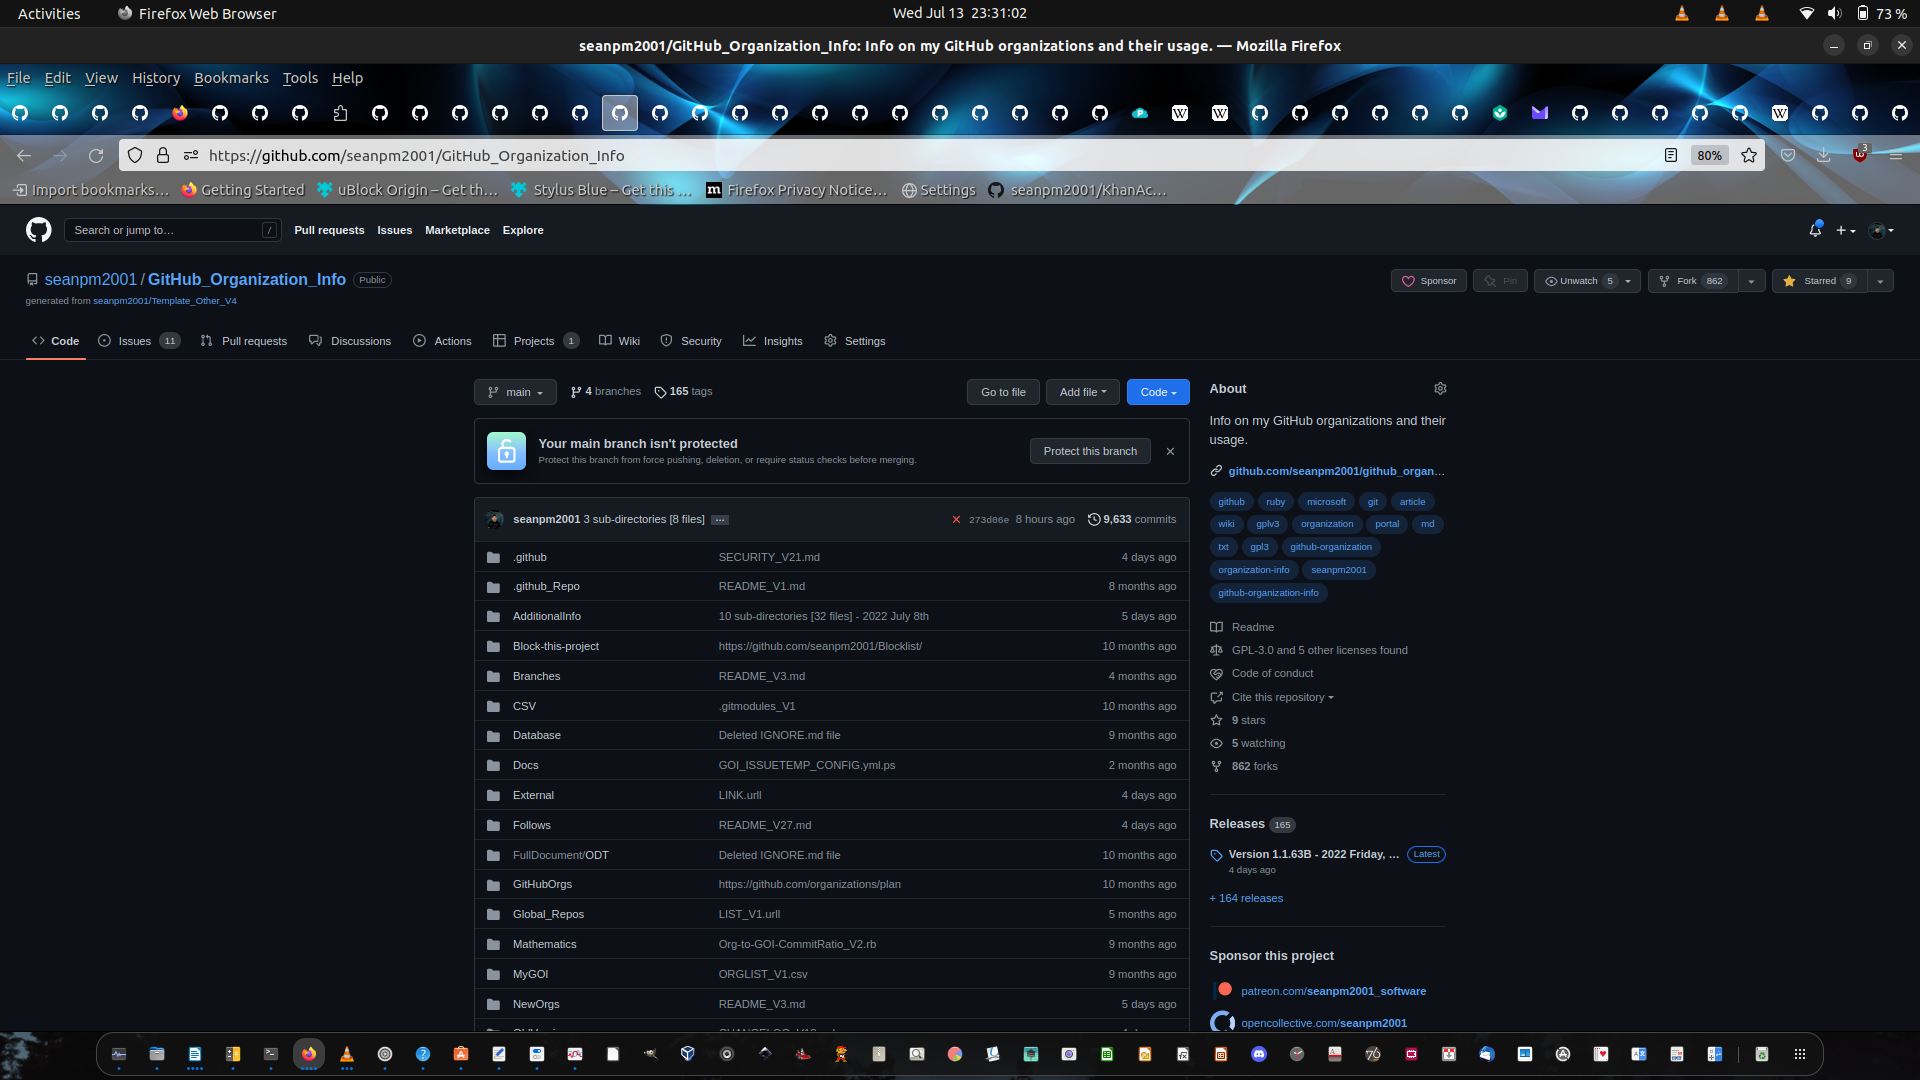 Activities Firefox Web Browser Wed Jul 13 23:31:02 73 %
seanpm2001/GitHub_Organization_Info: Info on my GitHub organizations and their usage. — Mozilla Firefox
File Edit View History Bookmarks Tools Help
https://github.com/seanpm2001/GitHub_Organization_Info 80% 3
Import bookmarks… Getting Started uBlock Origin – Get th… Stylus Blue – Get this … Firefox Privacy Notice… Settings seanpm2001/KhanAc…
Search or jump to… / Pull requests Issues Marketplace Explore
seanpm2001 / GitHub_Organization_Info Public Sponsor Pin Unwatch 5 Fork 862 Starred 9
generated from seanpm2001/Template_Other_V4
Code Issues 11 Pull requests Discussions Actions Projects 1 Wiki Security Insights Settings
main 4 branches 165 tags Go to file Add file Code
Your main branch isn't protected
Protect this branch from force pushing, deletion, or require status checks before merging.
Protect this branch
seanpm2001 3 sub-directories [8 files] ... 273d06e 8 hours ago 9,633 commits
.github SECURITY_V21.md 4 days ago
.github_Repo README_V1.md 8 months ago
AdditionalInfo 10 sub-directories [32 files] - 2022 July 8th 5 days ago
Block-this-project https://github.com/seanpm2001/Blocklist/ 10 months ago
Branches README_V3.md 4 months ago
CSV .gitmodules_V1 10 months ago
Database Deleted IGNORE.md file 9 months ago
Docs GOI_ISSUETEMP_CONFIG.yml.ps 2 months ago
External LINK.urll 4 days ago
Follows README_V27.md 4 days ago
FullDocument/ODT Deleted IGNORE.md file 10 months ago
GitHubOrgs https://github.com/organizations/plan 10 months ago
Global_Repos LIST_V1.urll 5 months ago
Mathematics Org-to-GOI-CommitRatio_V2.rb 9 months ago
MyGOI ORGLIST_V1.csv 9 months ago
NewOrgs README_V3.md 5 days ago
About
Info on my GitHub organizations and their
usage.
github.com/seanpm2001/github_organ…
github ruby microsoft git article
wiki gplv3 organization portal md
txt gpl3 github-organization
organization-info seanpm2001
github-organization-info
Readme
GPL-3.0 and 5 other licenses found
Code of conduct
Cite this repository
9 stars
5 watching
862 forks
Releases 165
Version 1.1.63B - 2022 Friday, … Latest
4 days ago
+ 164 releases
Sponsor this project
patreon.com/seanpm2001_software
opencollective.com/seanpm2001